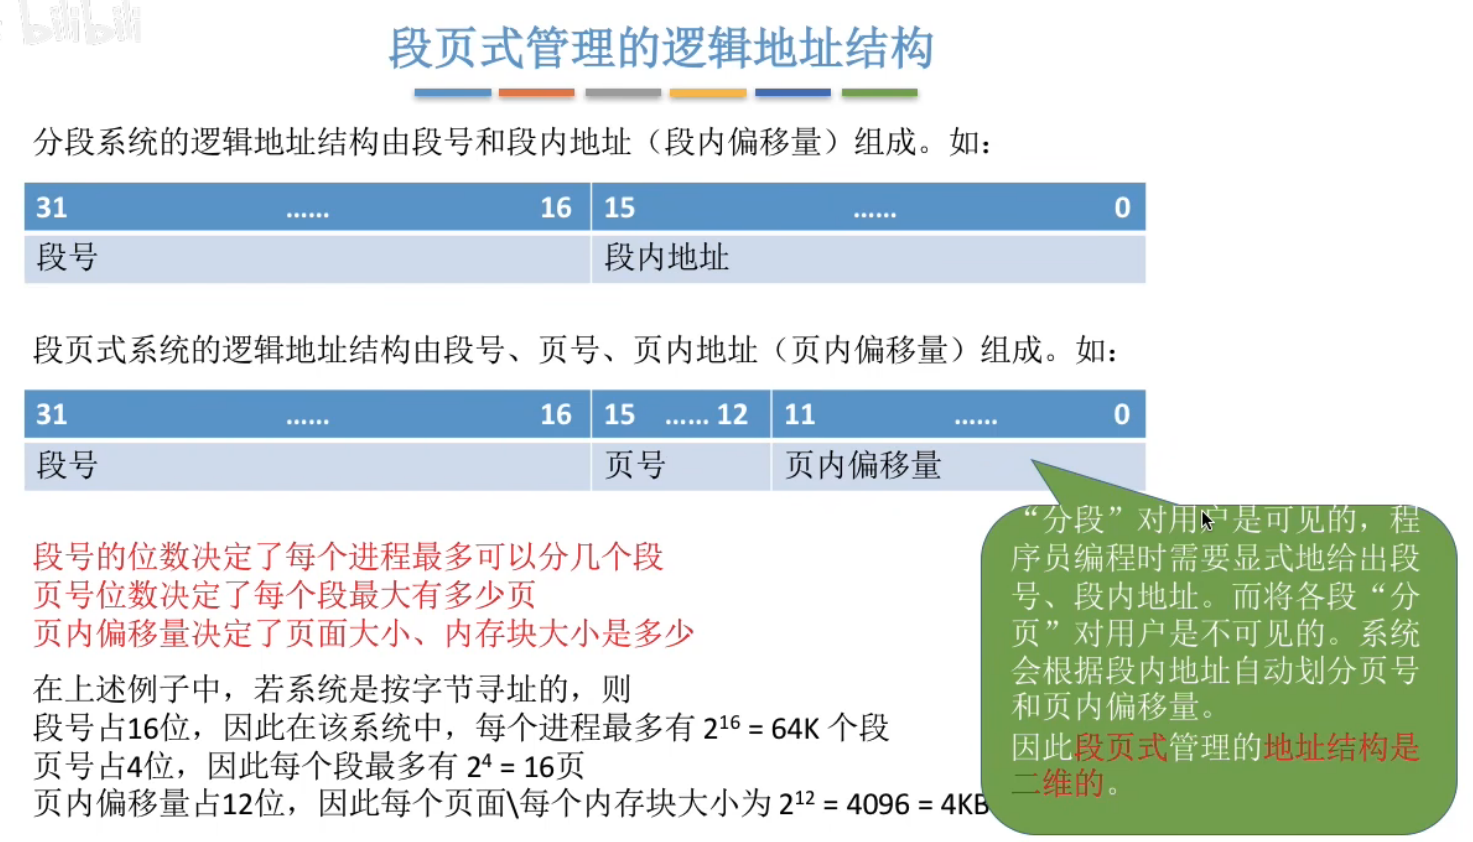 bilibili
段页式管理的逻辑地址结构
分段系统的逻辑地址结构由段号和段内地址（段内偏移量）组成。如：
31 …… 16 15 …… 0
段号 段内地址
段页式系统的逻辑地址结构由段号、页号、页内地址（页内偏移量）组成。如：
31 …… 16 15 …… 12 11 …… 0
段号 页号 页内偏移量
段号的位数决定了每个进程最多可以分几个段
页号位数决定了每个段最大有多少页
页内偏移量决定了页面大小、内存块大小是多少
在上述例子中，若系统是按字节寻址的，则
段号占16位，因此在该系统中，每个进程最多有 2¹⁶ = 64K 个段
页号占4位，因此每个段最多有 2⁴ = 16页
页内偏移量占12位，因此每个页面\每个内存块大小为 2¹² = 4096 = 4KB
“分段”对用户是可见的，程
序员编程时需要显式地给出段
号、段内地址。而将各段“分
页”对用户是不可见的。系统
会根据段内地址自动划分页号
和页内偏移量。
因此段页式管理的地址结构是
二维的。